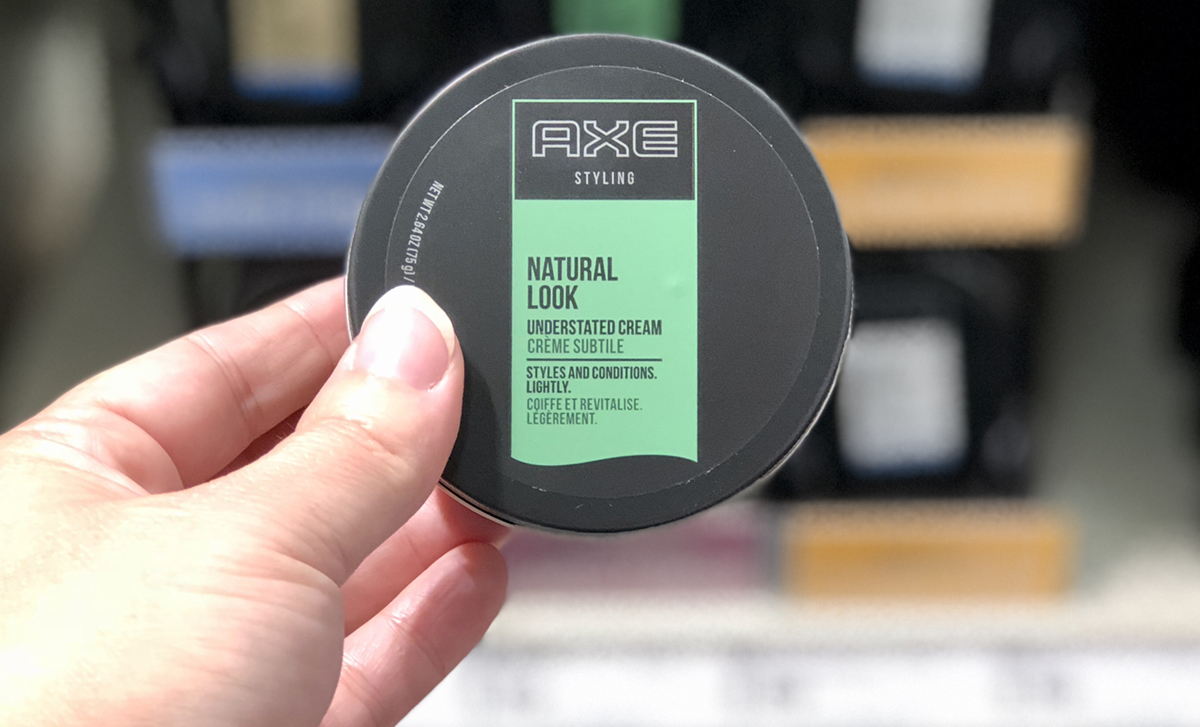 AXE
STYLING
NET WT 2.64 OZ (75g) /
NATURAL
LOOK
UNDERSTATED CREAM
CRÈME SUBTILE
STYLES AND CONDITIONS.
LIGHTLY.
COIFFE ET REVITALISE.
LÉGÈREMENT.